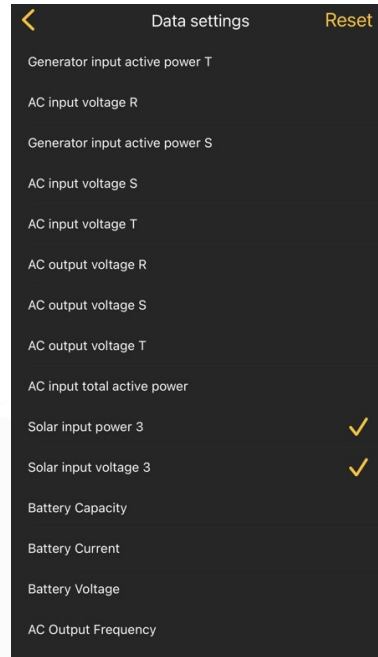 Data settings Reset
Generator input active power T
AC input voltage R
Generator input active power S
AC input voltage S
AC input voltage T
AC output voltage R
AC output voltage S
AC output voltage T
AC input total active power
Solar input power 3
Solar input voltage 3
Battery Capacity
Battery Current
Battery Voltage
AC Output Frequency